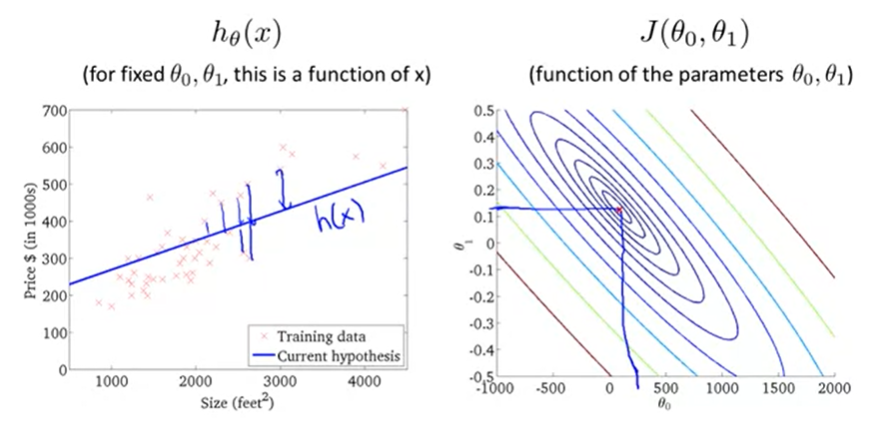 hθ(x)
(for fixed θ₀, θ₁, this is a function of x)
700
600
500
400
300
200
100
0
Price $ (in 1000s)
h(x)
Training data
Current hypothesis
1000 2000 3000 4000
Size (feet²)
J(θ₀, θ₁)
(function of the parameters θ₀, θ₁)
0.5
0.4
0.3
0.2
0.1
0
-0.1
-0.2
-0.3
-0.4
-0.5
θ₁
-1000 -500 0 500 1000 1500 2000
θ₀